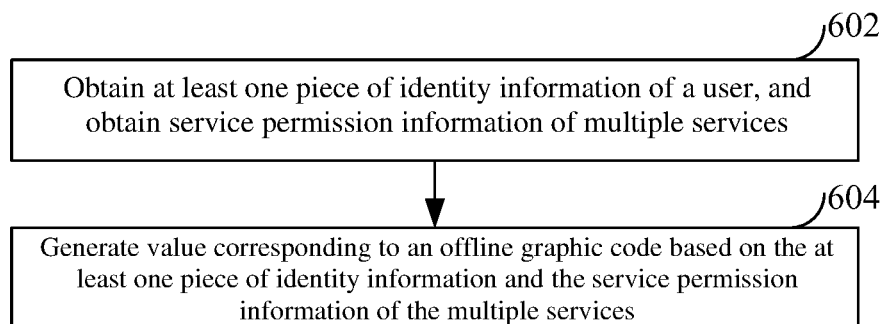 602
Obtain at least one piece of identity information of a user, and
obtain service permission information of multiple services
604
Generate value corresponding to an offline graphic code based on the at
least one piece of identity information and the service permission
information of the multiple services